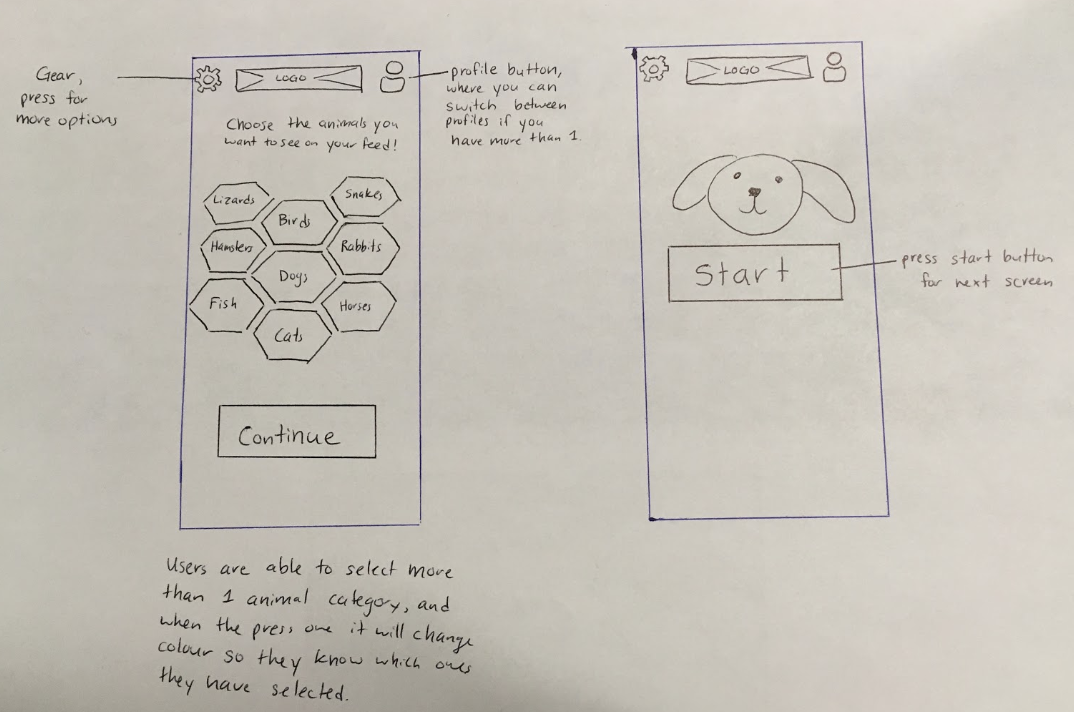 Gear,
press for
more options
LOGO
profile button,
where you can
switch between
profiles if you
have more than 1.
Choose the animals you
want to see on your feed!
Lizards
Snakes
Birds
Hamsters
Rabbits
Dogs
Fish
Horses
Cats
Continue
Users are able to select more
than 1 animal category, and
when the press one it will change
colour so they know which ones
they have selected.
LOGO
Start
press start button
for next screen